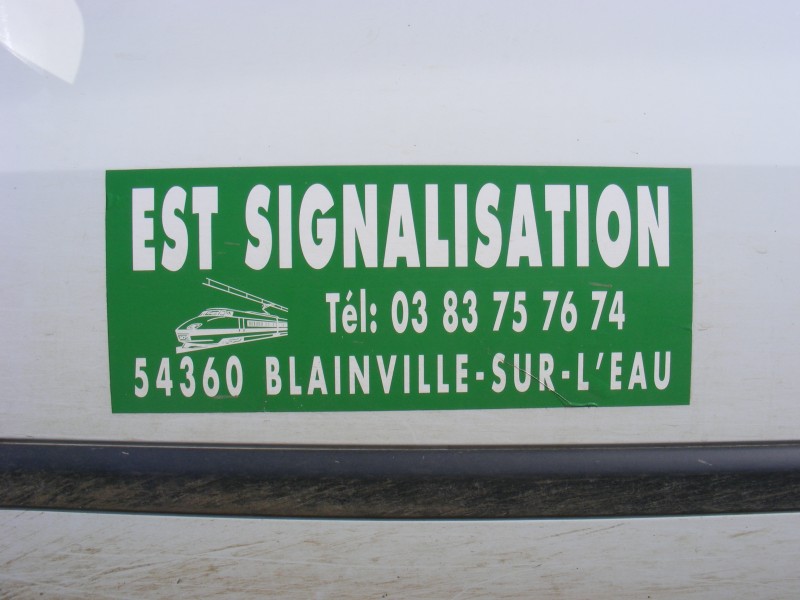 EST SIGNALISATION
Tél: 03 83 75 76 74
54360 BLAINVILLE-SUR-L'EAU